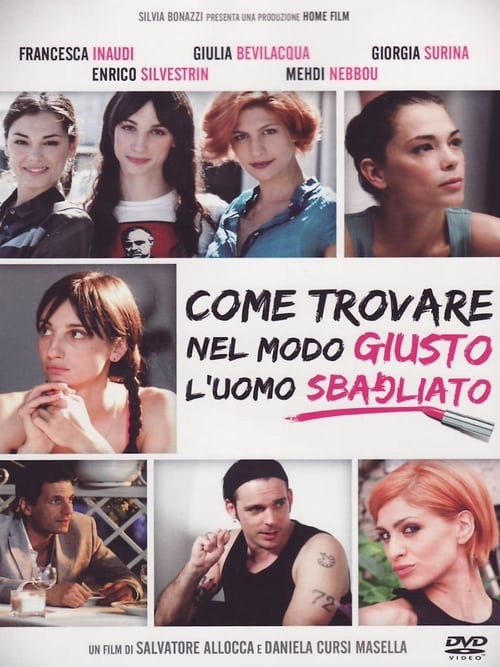 SILVIA BONAZZI PRESENTA UNA PRODUZIONE HOME FILM
FRANCESCA INAUDI GIULIA BEVILACQUA GIORGIA SURINA
ENRICO SILVESTRIN MEHDI NEBBOU
COME TROVARE
NEL MODO GIUSTO
L'UOMO SBAGLIATO
72
DVD
VIDEO
UN FILM DI SALVATORE ALLOCCA E DANIELA CURSI MASELLA